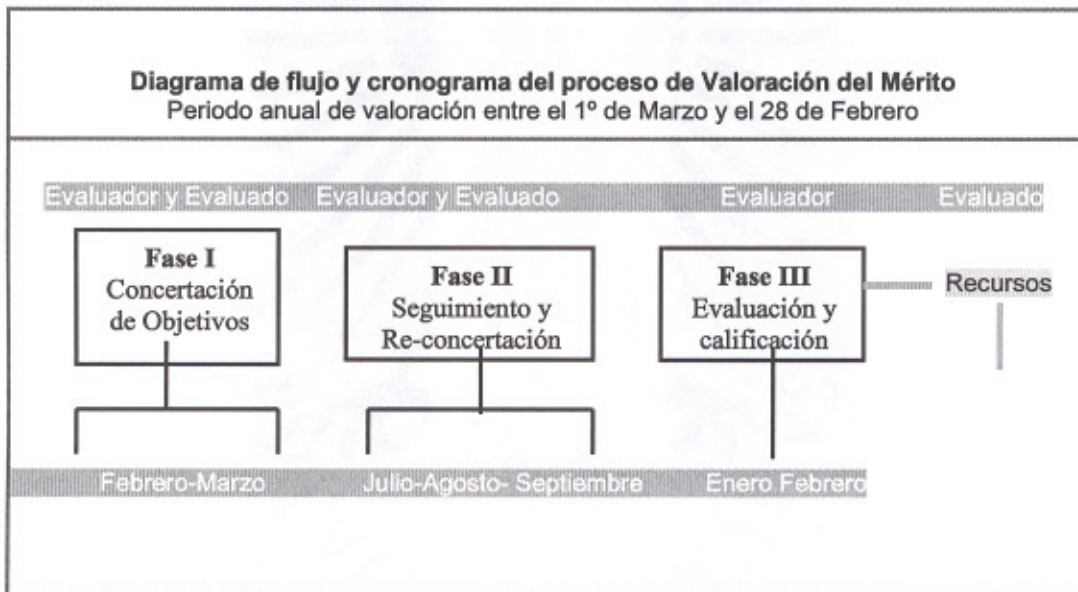 Diagrama de flujo y cronograma del proceso de Valoración del Mérito
Periodo anual de valoración entre el 1º de Marzo y el 28 de Febrero
Evaluador y Evaluado Evaluador y Evaluado Evaluador Evaluado
Fase I
Concertación
de Objetivos
Fase II
Seguimiento y
Re-concertación
Fase III
Evaluación y
calificación
Recursos
Febrero-Marzo Julio-Agosto- Septiembre Enero Febrero